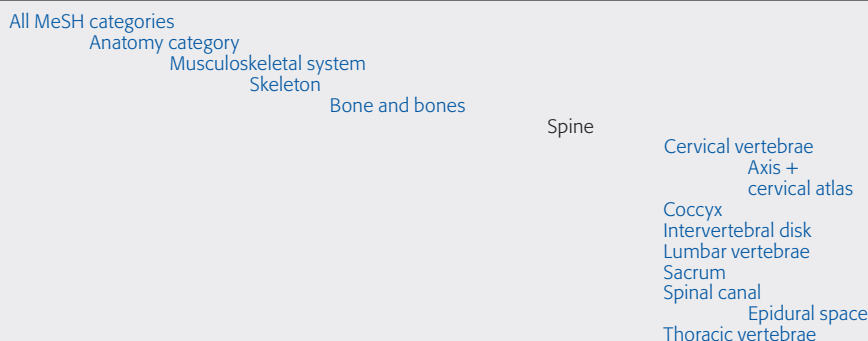 All MeSH categories
Anatomy category
Musculoskeletal system
Skeleton
Bone and bones
Spine
Cervical vertebrae
Axis +
cervical atlas
Coccyx
Intervertebral disk
Lumbar vertebrae
Sacrum
Spinal canal
Epidural space
Thoracic vertebrae